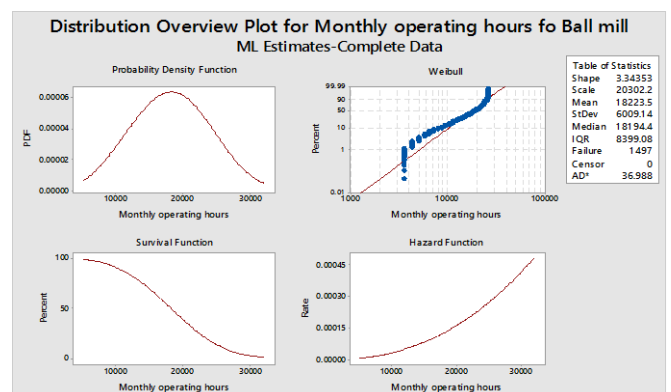 Distribution Overview Plot for Monthly operating hours fo Ball mill
ML Estimates-Complete Data
Probability Density Function
PDF
0.00006
0.00004
0.00002
0.00000
10000 20000 30000
Monthly operating hours
Weibull
Percent
99.99
90
50
10
1
0.01
1000 10000 100000
Monthly operating hours
Table of Statistics
Shape 3.34353
Scale 20302.2
Mean 18223.5
StDev 6009.14
Median 18194.4
IQR 8399.08
Failure 1497
Censor 0
AD* 36.988
Survival Function
Percent
100
50
0
10000 20000 30000
Monthly operating hours
Hazard Function
Rate
0.00045
0.00030
0.00015
0.00000
10000 20000 30000
Monthly operating hours